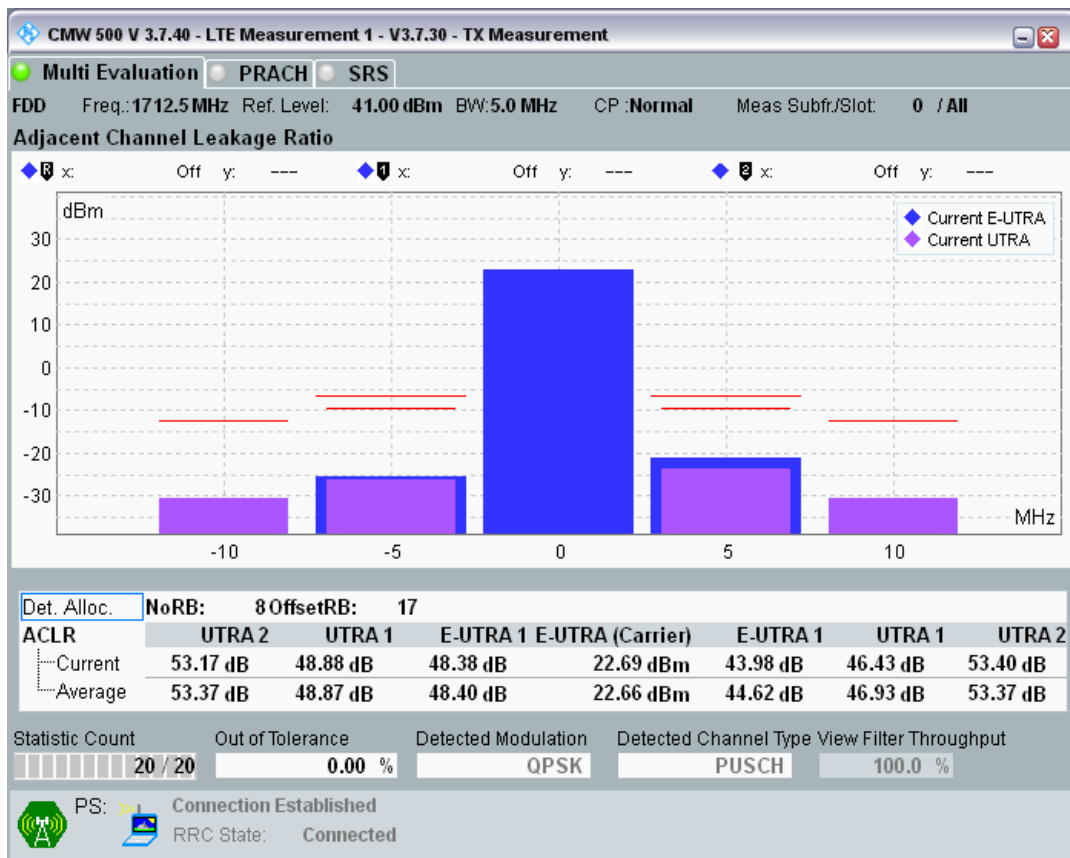 CMW 500 V 3.7.40 - LTE Measurement 1 - V3.7.30 - TX Measurement
Multi Evaluation PRACH SRS
FDD Freq.: 1712.5 MHz Ref. Level: 41.00 dBm BW: 5.0 MHz CP : Normal Meas Subfr./Slot: 0 / All
Adjacent Channel Leakage Ratio
R x: Off y: --- 1 x: Off y: --- 2 x: Off y: ---
dBm
Current E-UTRA
Current UTRA
30
20
10
0
-10
-20
-30
MHz
-10 -5 0 5 10
Det. Alloc. NoRB: 8 OffsetRB: 17
ACLR UTRA 2 UTRA 1 E-UTRA 1 E-UTRA (Carrier) E-UTRA 1 UTRA 1 UTRA 2
Current 53.17 dB 48.88 dB 48.38 dB 22.69 dBm 43.98 dB 46.43 dB 53.40 dB
Average 53.37 dB 48.87 dB 48.40 dB 22.66 dBm 44.62 dB 46.93 dB 53.37 dB
Statistic Count Out of Tolerance Detected Modulation Detected Channel Type View Filter Throughput
20 / 20 0.00 % QPSK PUSCH 100.0 %
PS: Connection Established
RRC State: Connected